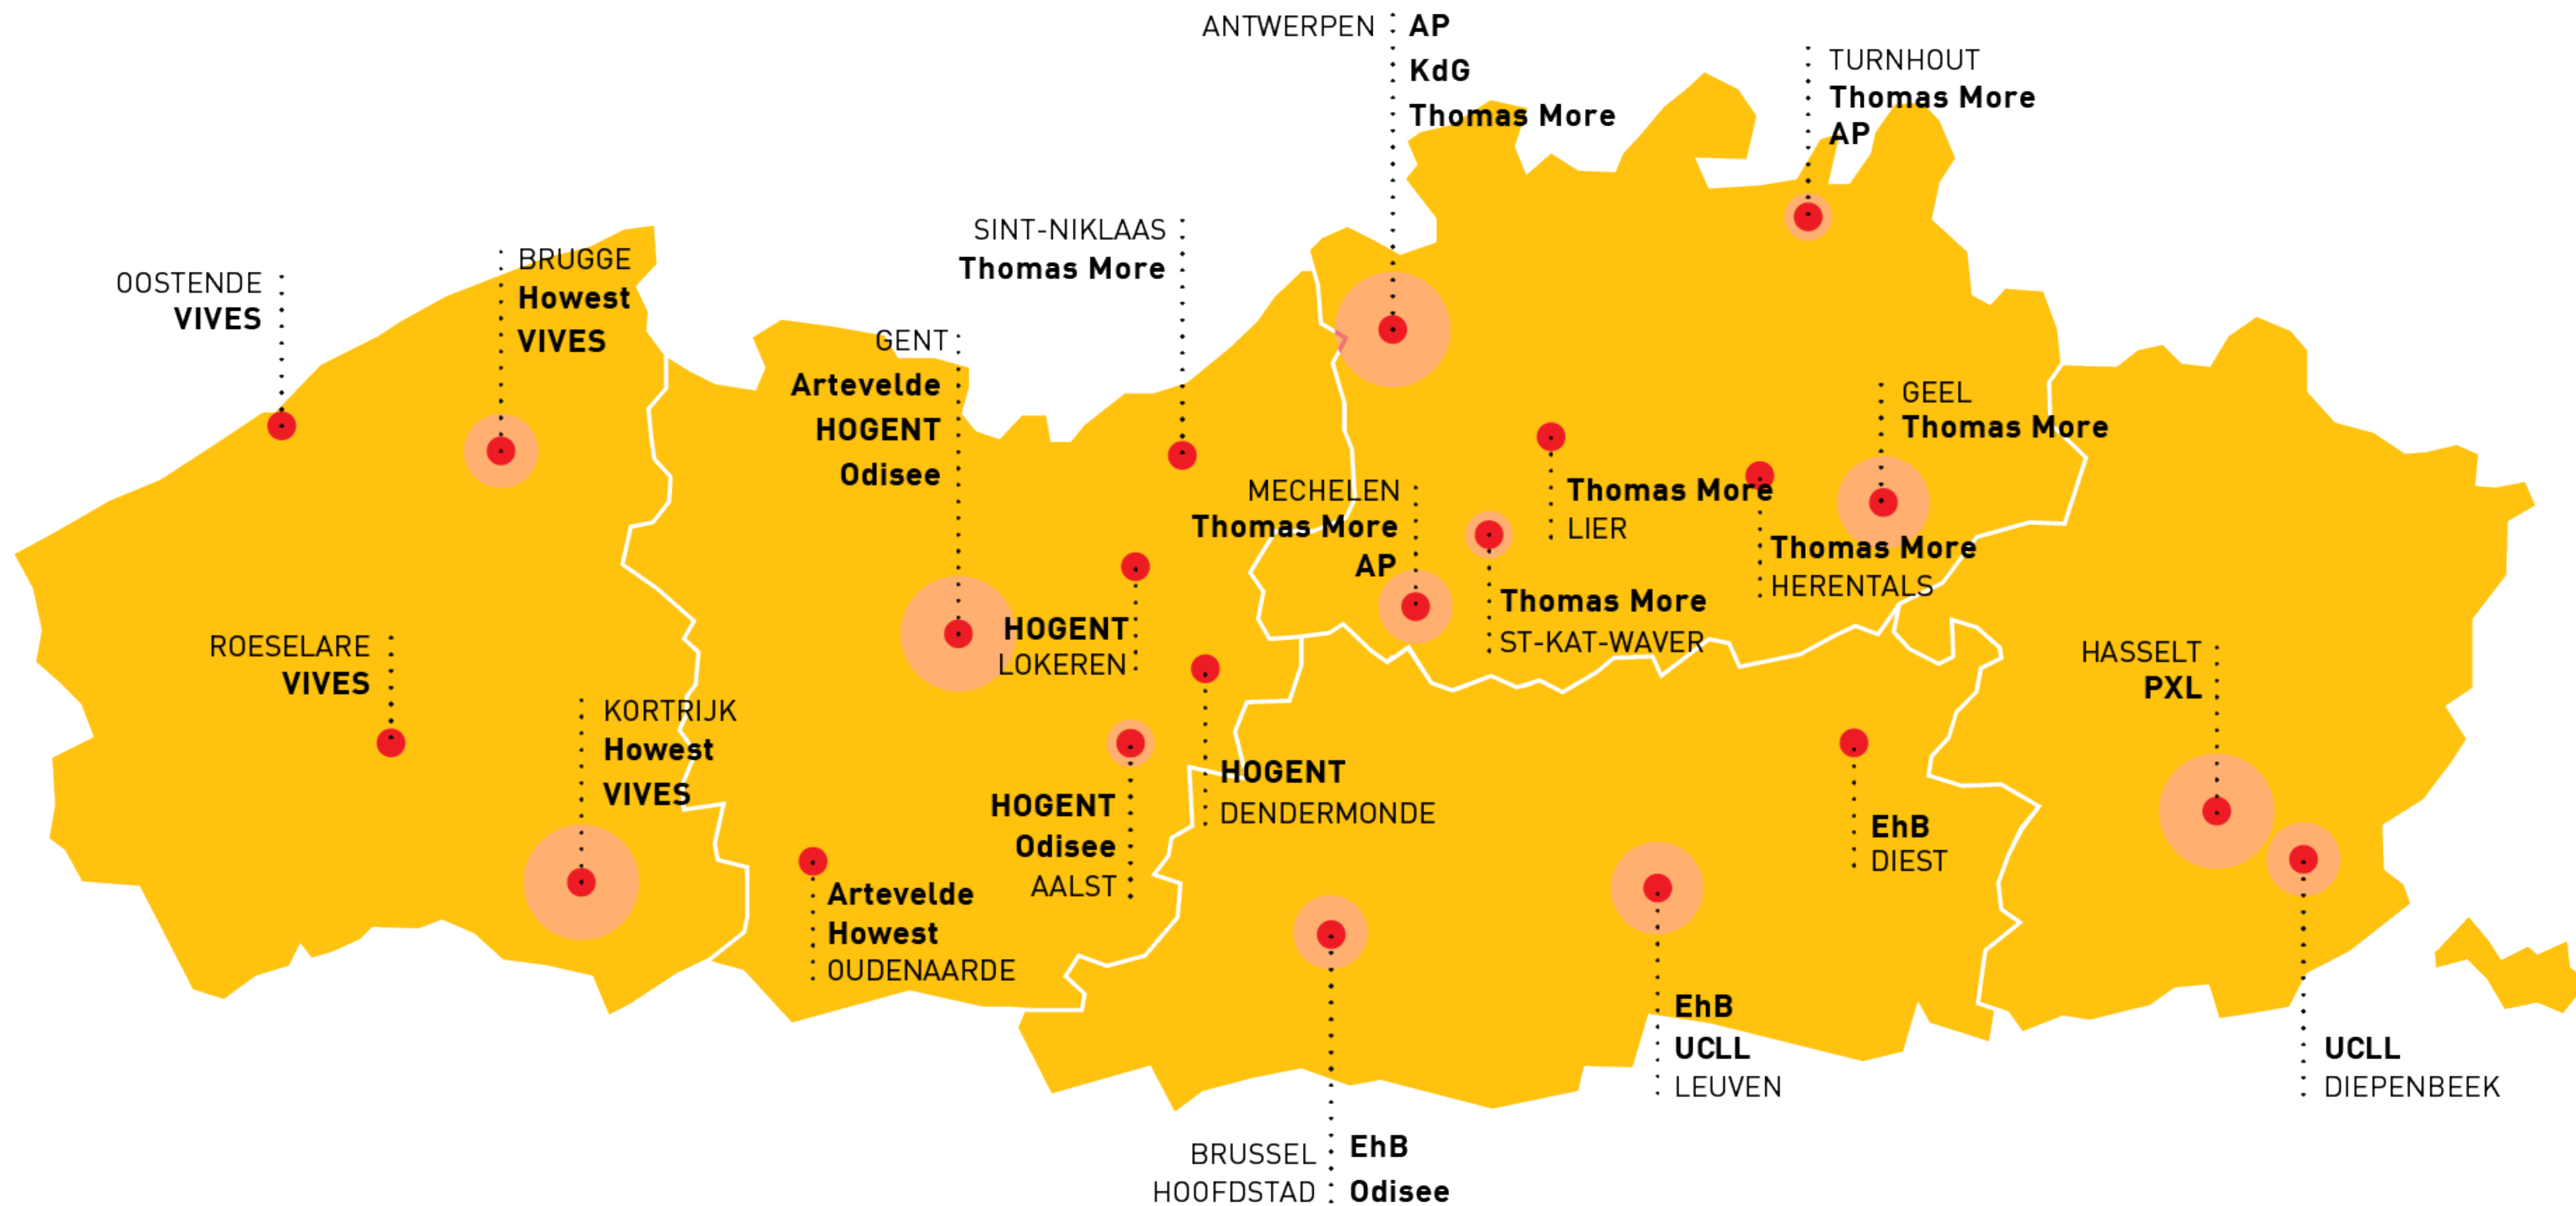 ANTWERPEN
AP
KdG
Thomas More
TURNHOUT
Thomas More
AP
SINT-NIKLAAS
Thomas More
BRUGGE
Howest
VIVES
OOSTENDE
VIVES
GENT
Artevelde
HOGENT
Odisee
GEEL
Thomas More
MECHELEN
Thomas More
AP
Thomas More
LIER
Thomas More
HERENTALS
Thomas More
ST-KAT-WAVER
HOGENT
LOKEREN
ROESELARE
VIVES
KORTRIJK
Howest
VIVES
HASSELT
PXL
HOGENT
DENDERMONDE
HOGENT
Odisee
AALST
EhB
DIEST
Artevelde
Howest
OUDENAARDE
EhB
UCLL
LEUVEN
UCLL
DIEPENBEEK
BRUSSEL
HOOFDSTAD
EhB
Odisee